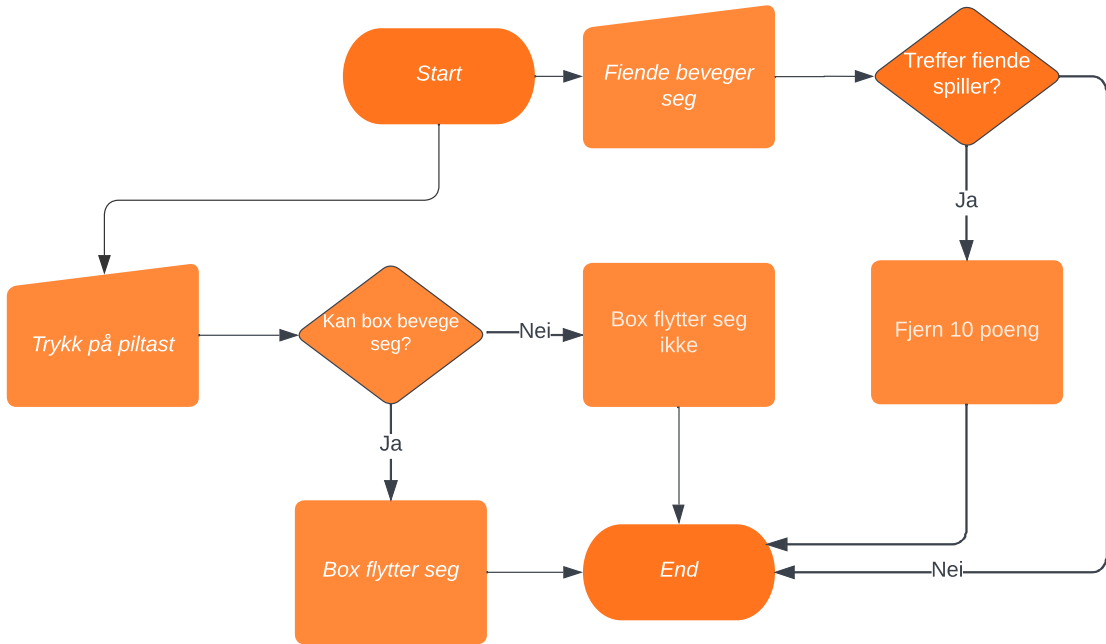 Start
Fiende beveger
seg
Treffer fiende
spiller?
Ja
Trykk på piltast
Kan box bevege
seg?
Nei
Box flytter seg
ikke
Fjern 10 poeng
Ja
Box flytter seg
End
Nei